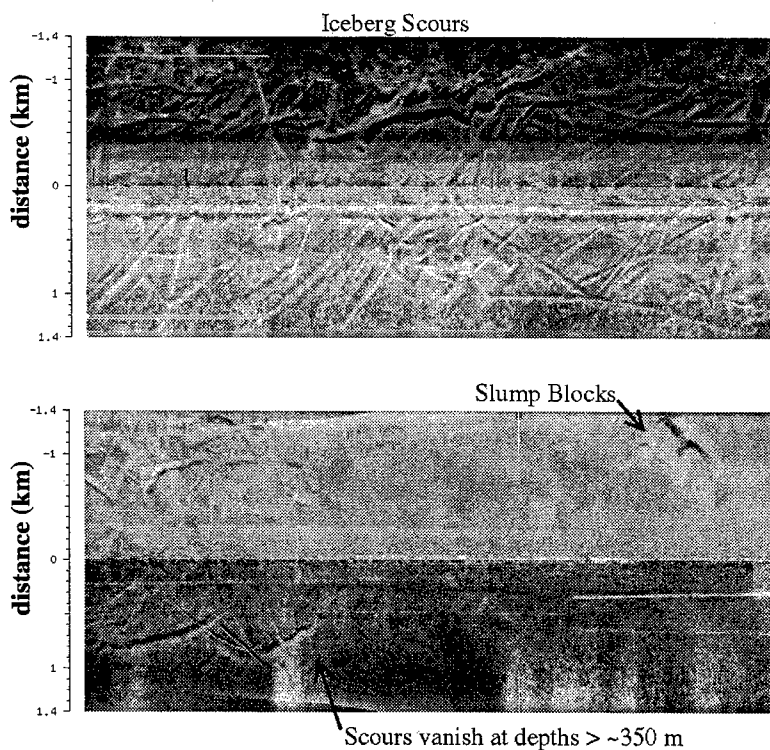 Iceberg Scours
distance (km)
-1.4
-1
0
1
1.4
Slump Blocks
distance (km)
-1.4
-1
0
1
1.4
Scours vanish at depths > ~350 m